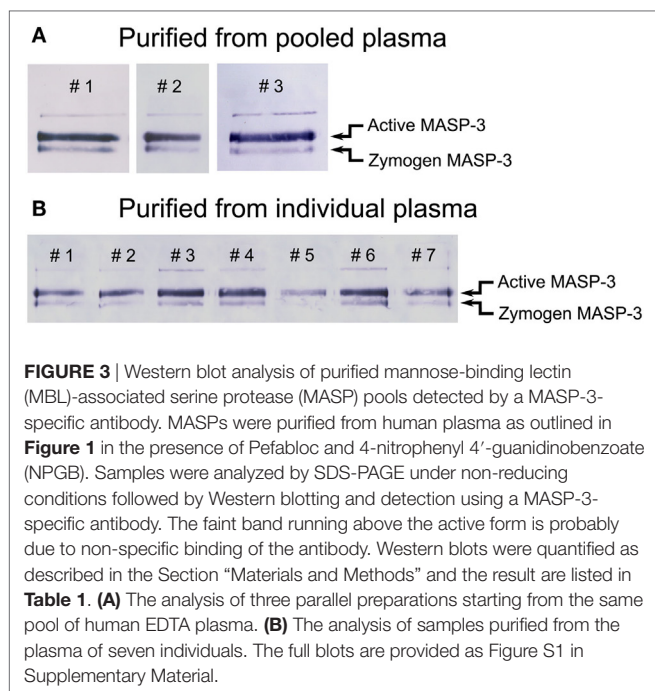 A Purified from pooled plasma
# 1 # 2 # 3
Active MASP-3
Zymogen MASP-3
B Purified from individual plasma
# 1 # 2 # 3 # 4 # 5 # 6 # 7
Active MASP-3
Zymogen MASP-3
FIGURE 3 | Western blot analysis of purified mannose-binding lectin
(MBL)-associated serine protease (MASP) pools detected by a MASP-3-
specific antibody. MASPs were purified from human plasma as outlined in
Figure 1 in the presence of Pefabloc and 4-nitrophenyl 4′-guanidinobenzoate
(NPGB). Samples were analyzed by SDS-PAGE under non-reducing
conditions followed by Western blotting and detection using a MASP-3-
specific antibody. The faint band running above the active form is probably
due to non-specific binding of the antibody. Western blots were quantified as
described in the Section “Materials and Methods” and the result are listed in
Table 1. (A) The analysis of three parallel preparations starting from the same
pool of human EDTA plasma. (B) The analysis of samples purified from the
plasma of seven individuals. The full blots are provided as Figure S1 in
Supplementary Material.